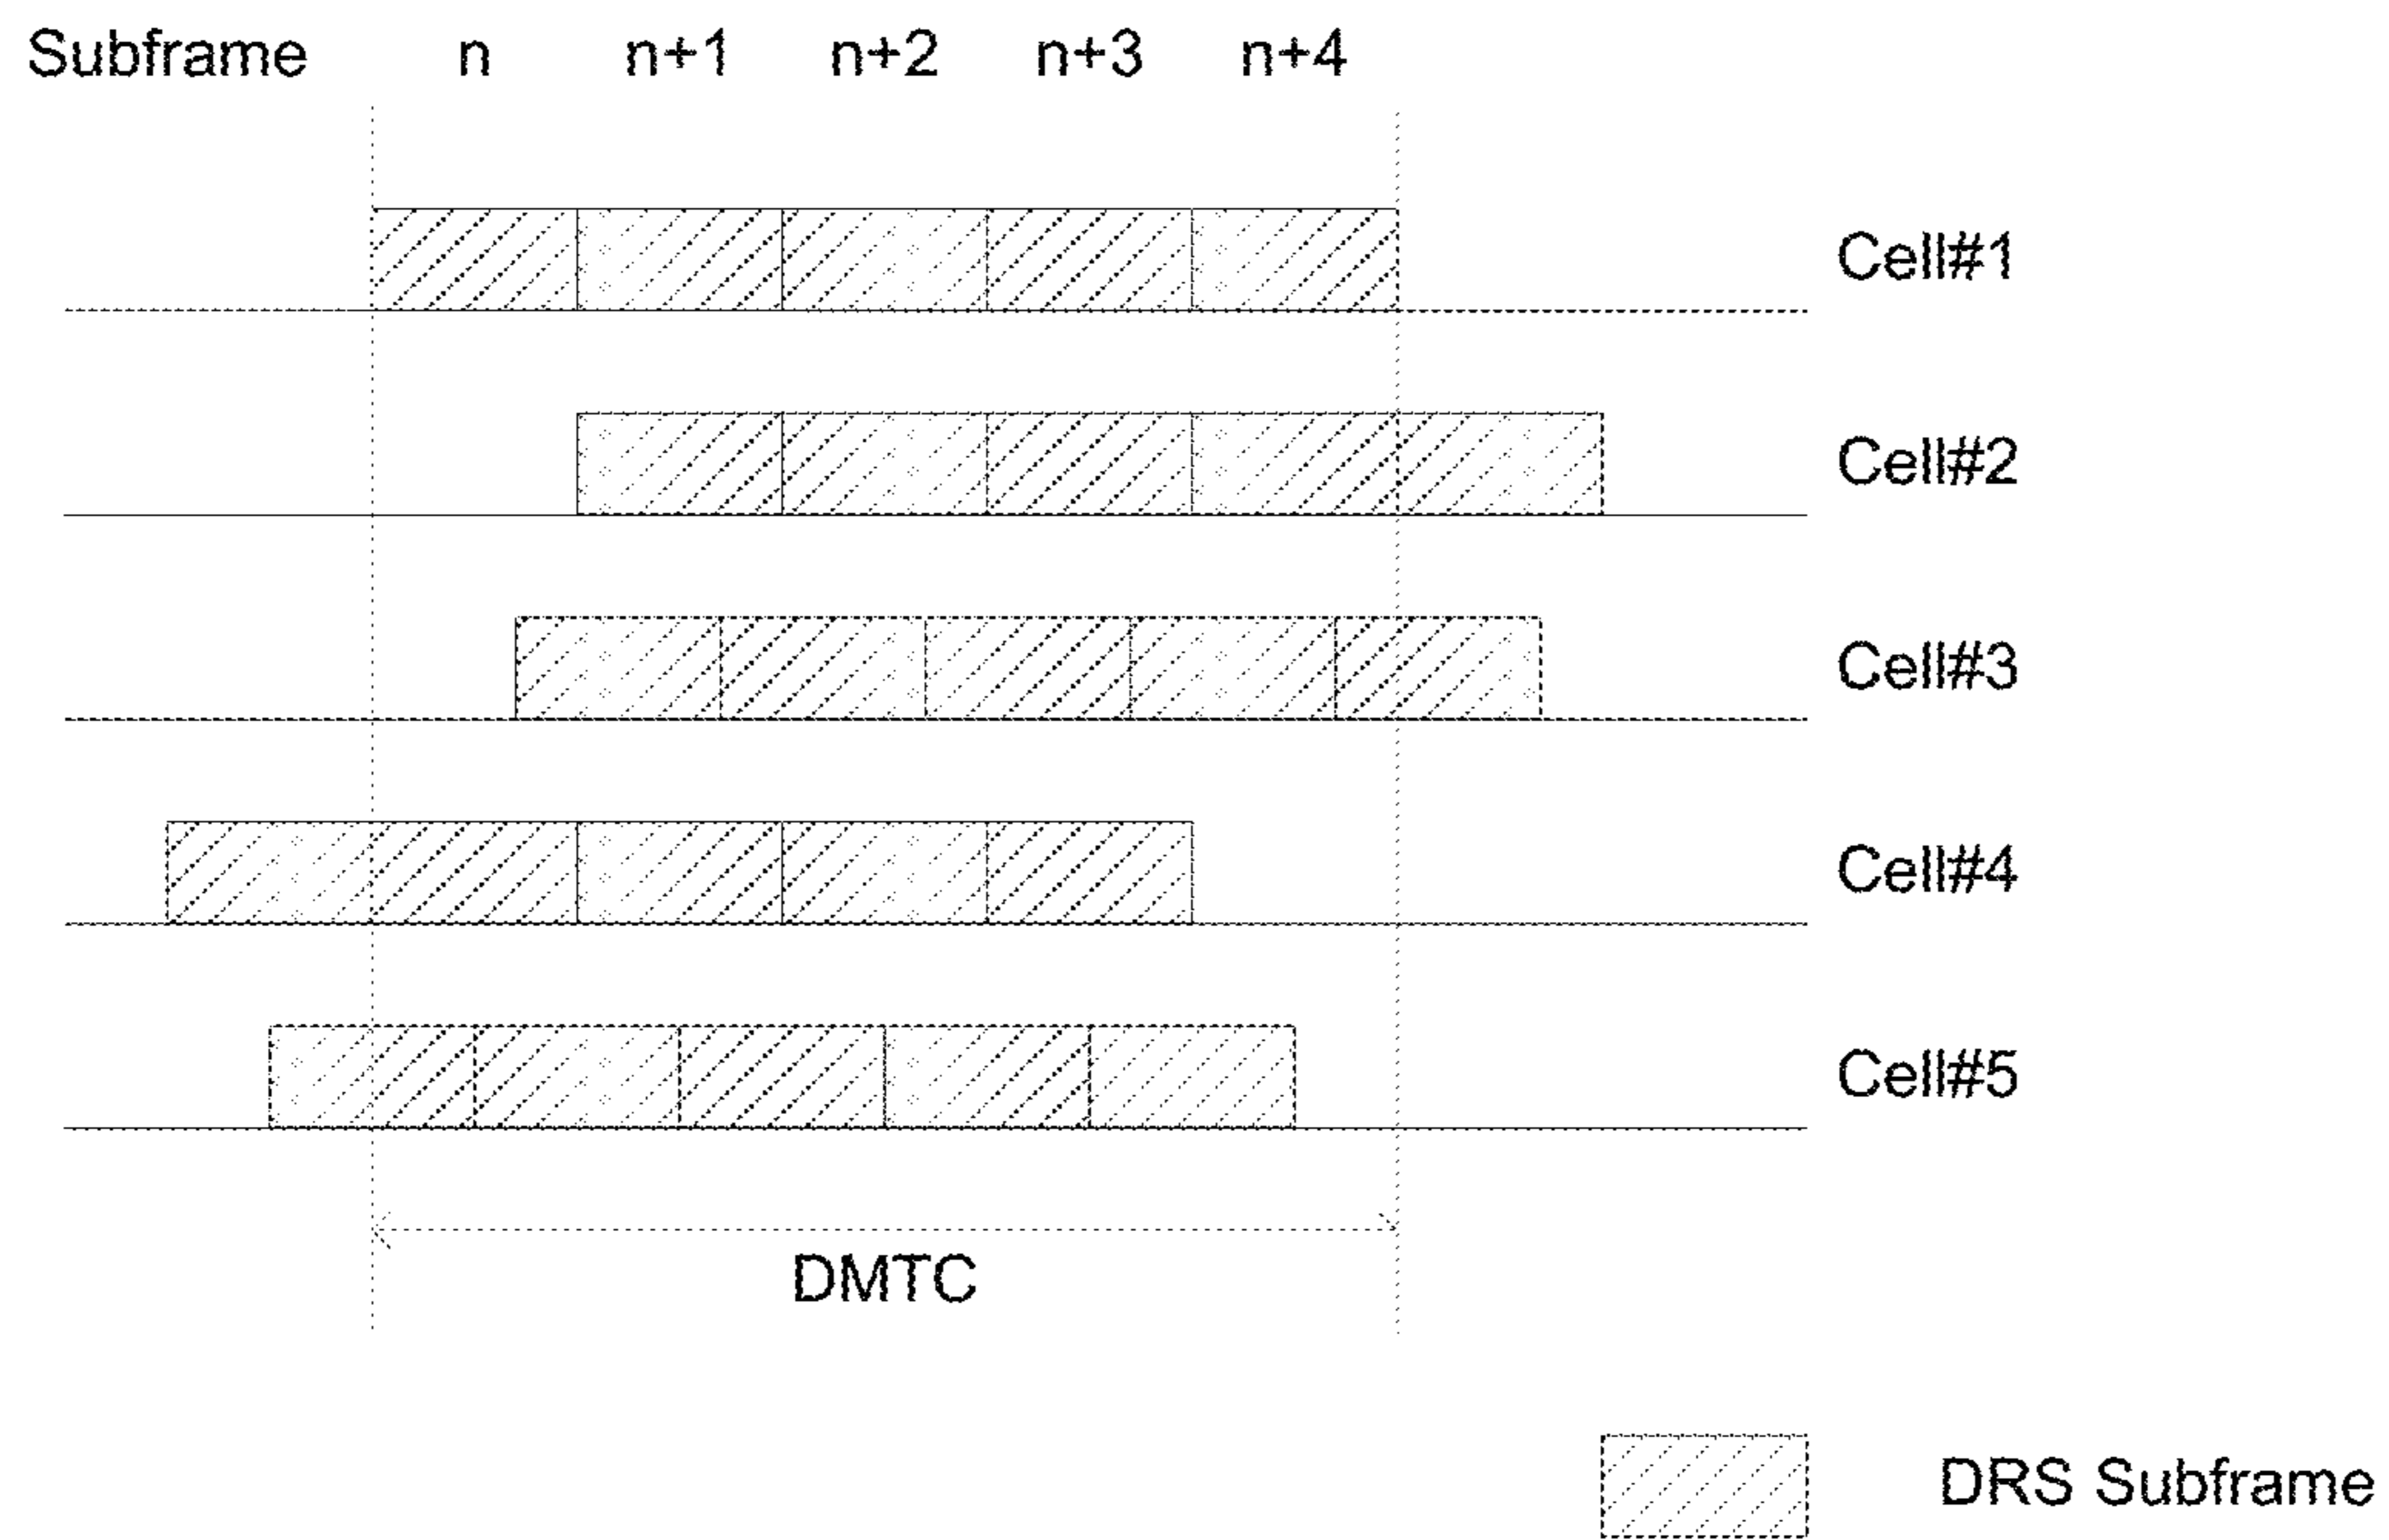 Subframe n n+1 n+2 n+3 n+4
Cell#1
Cell#2
Cell#3
Cell#4
Cell#5
DMTC
DRS Subframe